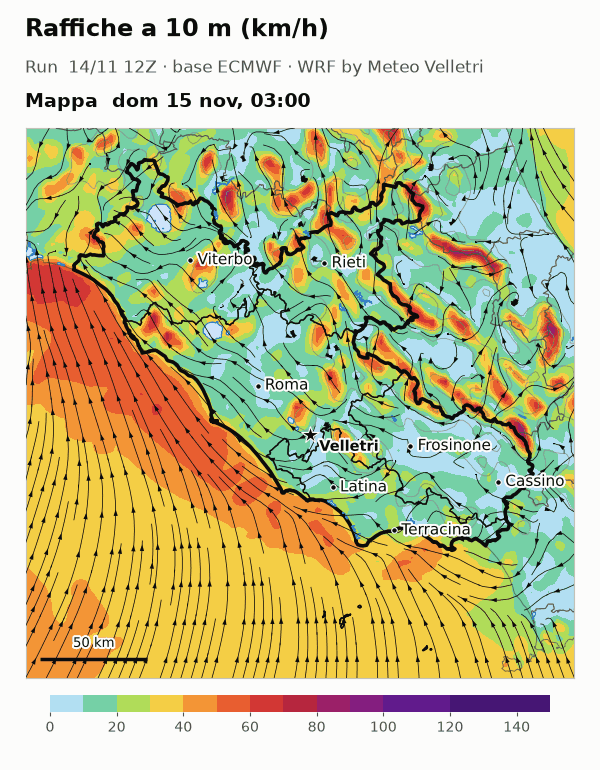 Raffiche a 10 m (km/h)
Run  14/11 12Z · base ECMWF · WRF by Meteo Velletri
Mappa  dom 15 nov, 03:00
Viterbo
Rieti
Roma
Velletri
Frosinone
Latina
Cassino
Terracina
50 km
0 20 40 60 80 100 120 140